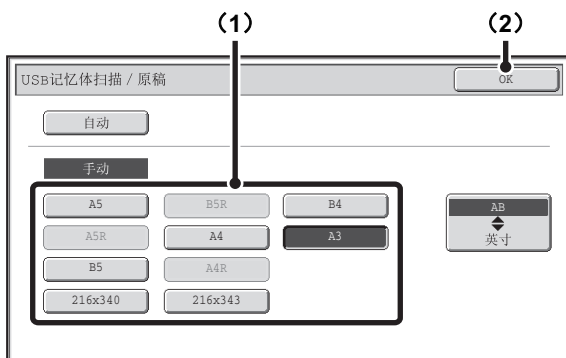 (1) (2)
USB记忆体扫描 / 原稿 OK
自动
手动
A5 B5R B4 AB
A5R A4 A3 英寸
B5 A4R
216x340 216x343